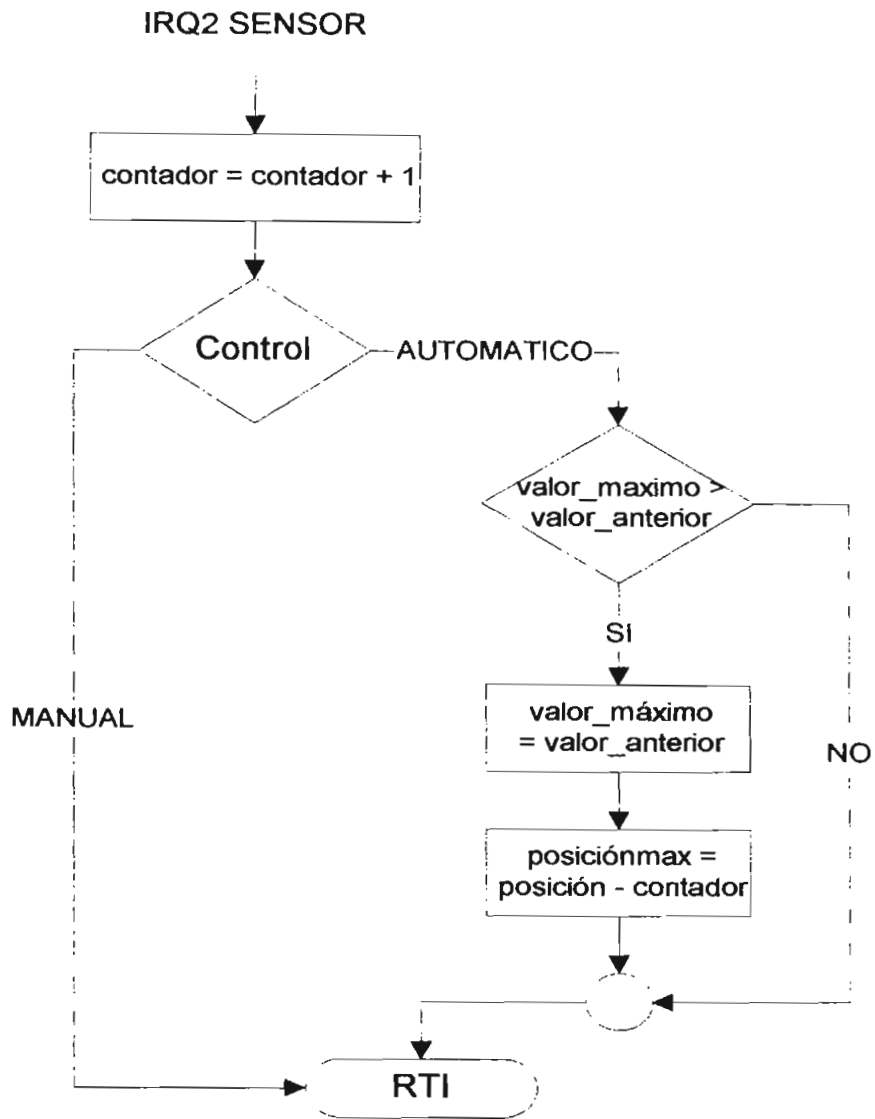 IRQ2 SENSOR
contador = contador + 1
Control
AUTOMATICO
valor_maximo >
valor_anterior
SI
valor_máximo
= valor_anterior
MANUAL
NO
posiciónmax =
posición - contador
RTI